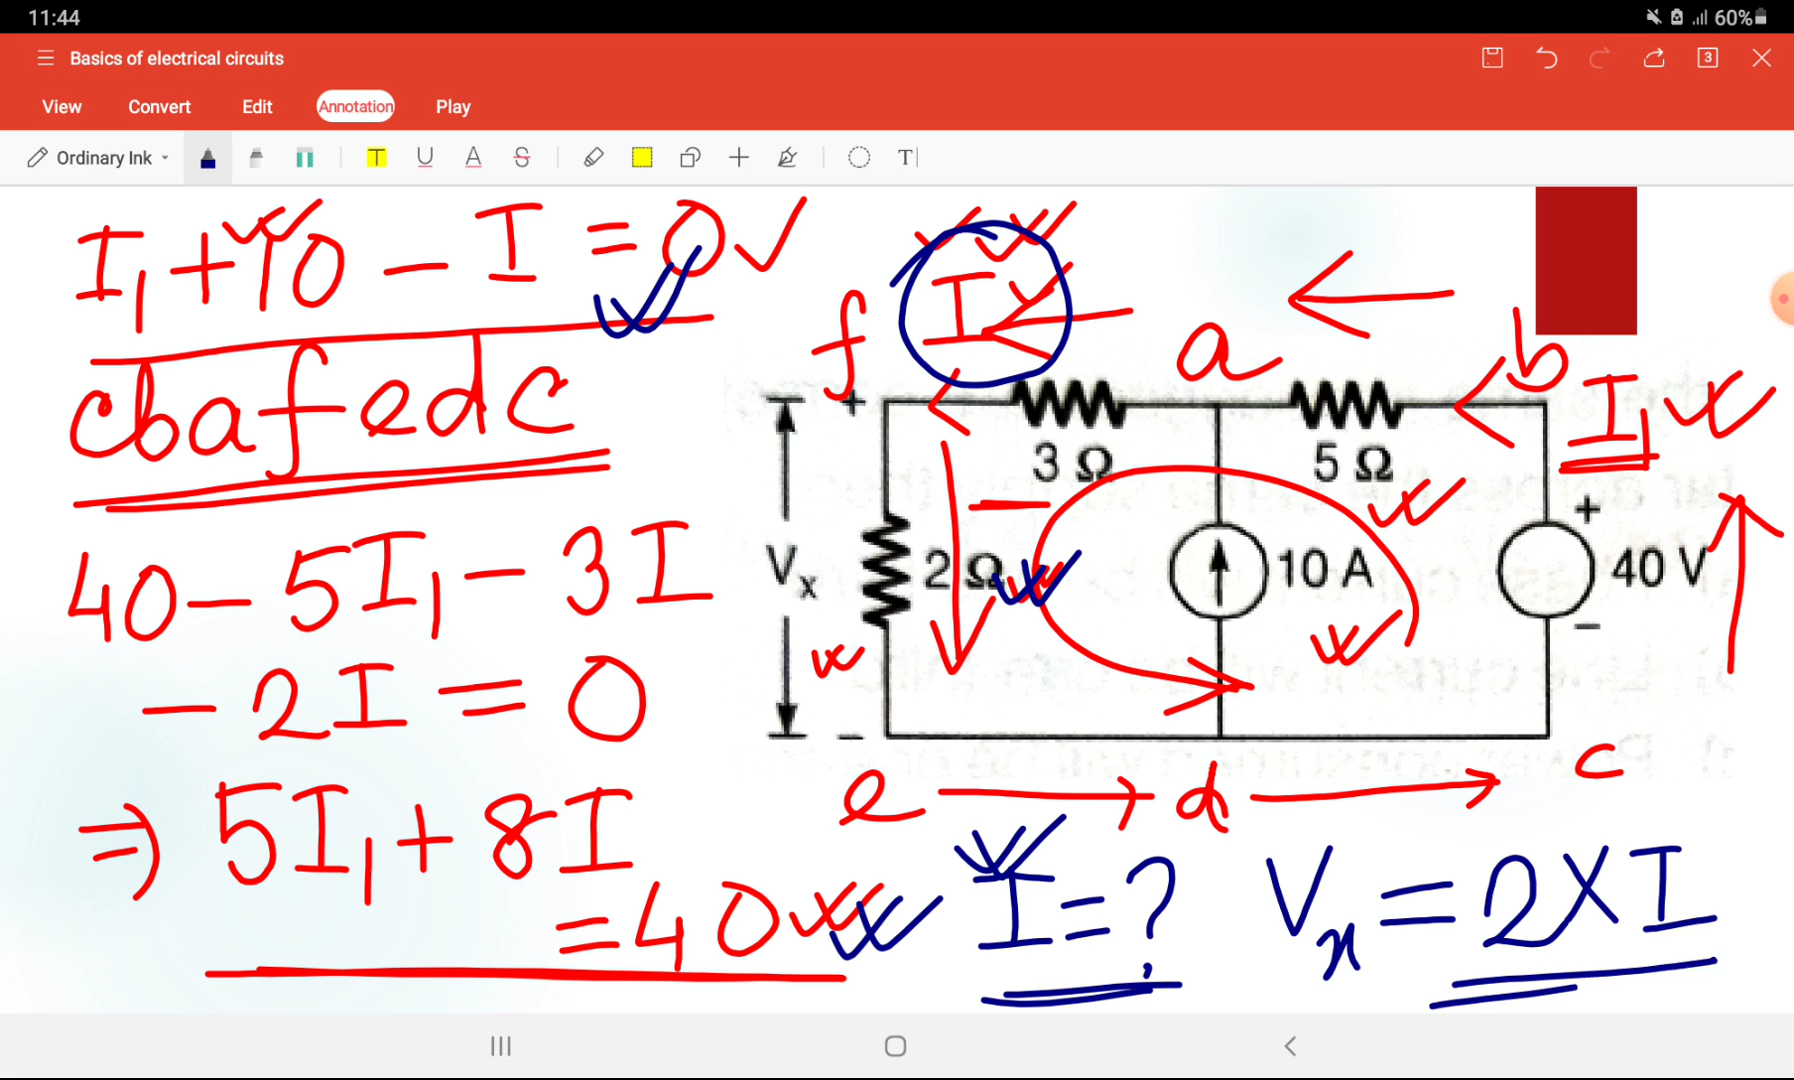 11:44
60%
Basics of electrical circuits
3
View Convert Edit Annotation Play
Ordinary Ink T U A S T
I₁ + 10 - I = 0
cbafedc
40 - 5I₁ - 3I
- 2I = 0
⇒ 5I₁ + 8I
= 40
f I a b I₁
+ 3 Ω 5 Ω
Vx 2 Ω 10 A + 40 V -
-
e d c
I = ? Vx = 2 X I